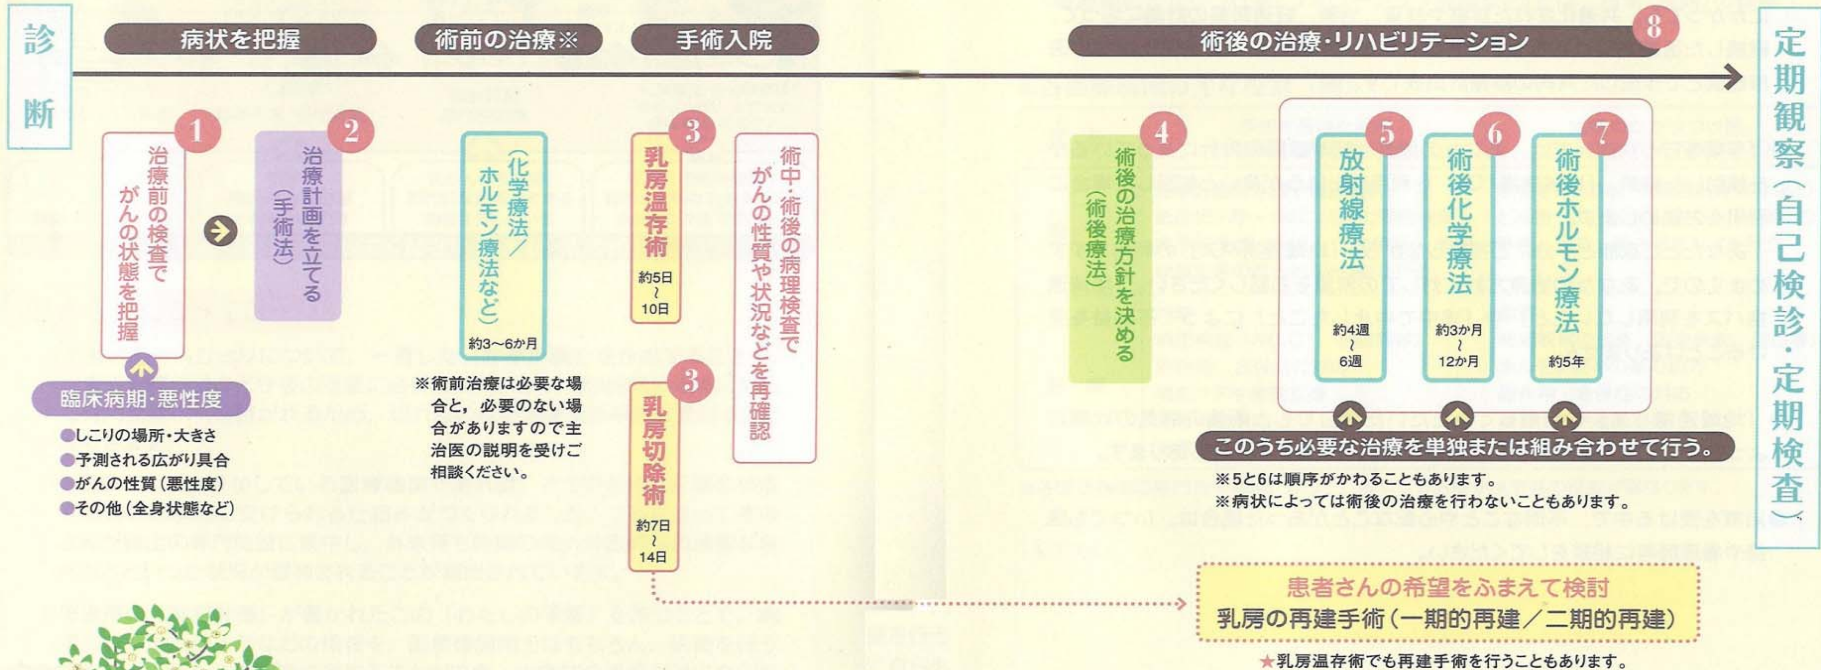 診断
病状を把握
術前の治療※
手術入院
術後の治療・リハビリテーション
8
定期観察(自己検診・定期検査)
1
治療前の検査で
がんの状態を把握
臨床病期・悪性度
●しこりの場所・大きさ
●予測される広がり具合
●がんの性質(悪性度)
●その他(全身状態など)
2
治療計画を立てる
(手術法)
(化学療法
ホルモン療法など)
約3〜6か月
※術前治療は必要な場
合と，必要のない場
合がありますので主
治医の説明を受けご
相談ください。
3
乳房温存術
約5日
〜
10日
3
乳房切除術
約7日
〜
14日
術中・術後の病理検査で
がんの性質や状況などを再確認
4
術後の治療方針を決める
(術後療法)
5
放射線療法
約4週
〜
6週
6
術後化学療法
約3か月
〜
12か月
7
術後ホルモン療法
約5年
このうち必要な治療を単独または組み合わせて行う。
※5と6は順序がかわることもあります。
※病状によっては術後の治療を行わないこともあります。
患者さんの希望をふまえて検討
乳房の再建手術(一期的再建／二期的再建)
★乳房温存術でも再建手術を行うこともあります。